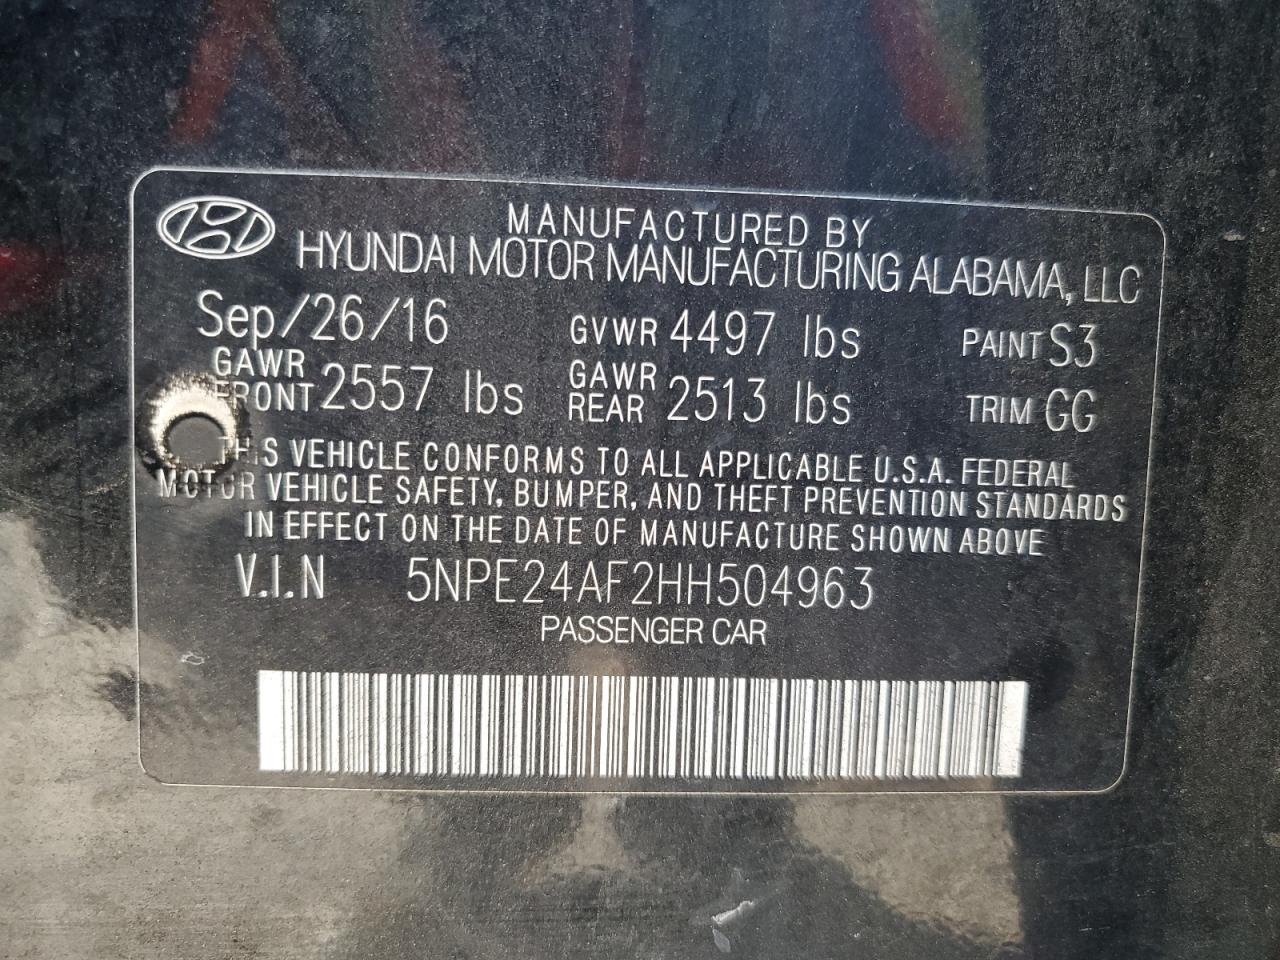 MANUFACTURED BY
HYUNDAI MOTOR MANUFACTURING ALABAMA, LLC
Sep/26/16 GVWR 4497 lbs PAINT S3
GAWR FRONT 2557 lbs GAWR REAR 2513 lbs TRIM GG
THIS VEHICLE CONFORMS TO ALL APPLICABLE U.S.A. FEDERAL
MOTOR VEHICLE SAFETY, BUMPER, AND THEFT PREVENTION STANDARDS
IN EFFECT ON THE DATE OF MANUFACTURE SHOWN ABOVE
V.I.N 5NPE24AF2HH504963
PASSENGER CAR